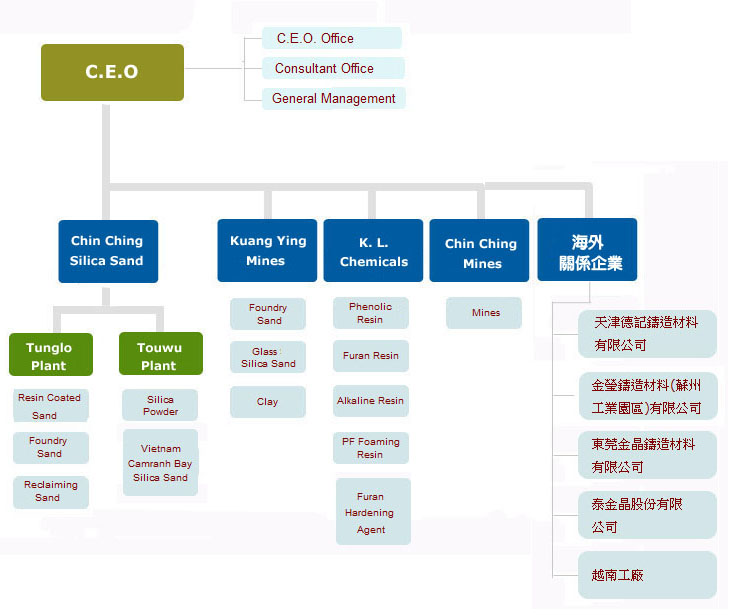 C.E.O
C.E.O. Office
Consultant Office
General Management
Chin Ching
Silica Sand
Kuang Ying
Mines
K. L.
Chemicals
Chin Ching
Mines
海外
關係企業
Tunglo
Plant
Resin Coated
Sand
Foundry
Sand
Reclaiming
Sand
Touwu
Plant
Silica
Powder
Vietnam
Camranh Bay
Silica Sand
Foundry
Sand
Glass:
Silica Sand
Clay
Phenolic
Resin
Furan Resin
Alkaline Resin
PF Foaming
Resin
Furan
Hardening
Agent
Mines
天津德記鑄造材料
有限公司
金瑩鑄造材料(蘇州
工業園區)有限公司
東莞金晶鑄造材料
有限公司
泰金晶股份有限
公司
越南工廠